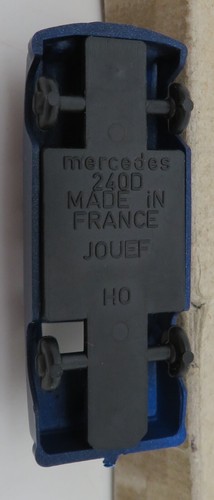 mercedes
240D
MADE iN
FRANCE
JOUEF
HO